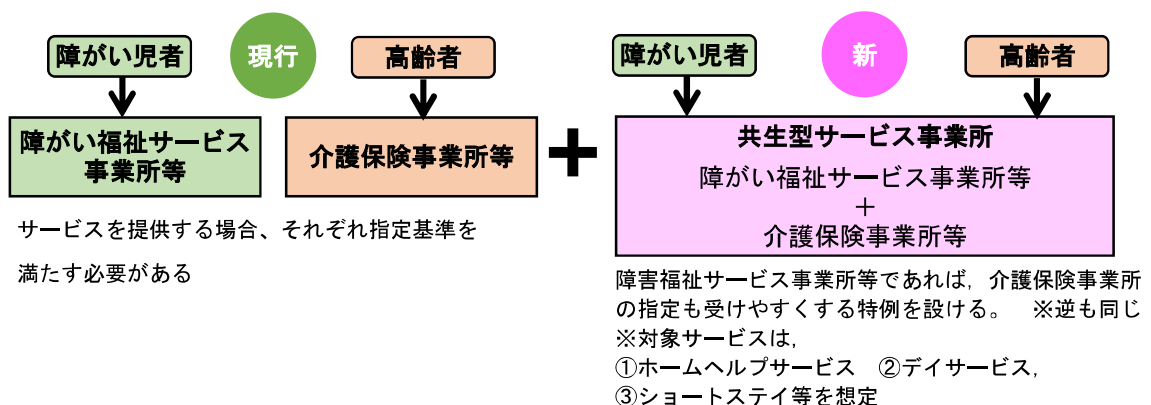 障がい児者
現行
高齢者
障がい福祉サービス
事業所等
介護保険事業所等
サービスを提供する場合、それぞれ指定基準を
満たす必要がある
+
障がい児者
新
高齢者
共生型サービス事業所
障がい福祉サービス事業所等
+
介護保険事業所等
障害福祉サービス事業所等であれば，介護保険事業所
の指定も受けやすくする特例を設ける。　※逆も同じ
※対象サービスは，
①ホームヘルプサービス　②デイサービス，
③ショートステイ等を想定